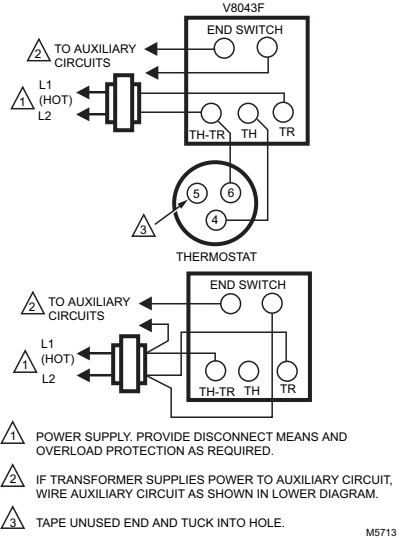 V8043F
END SWITCH
2 TO AUXILIARY
CIRCUITS
L1
1 (HOT)
L2
TH-TR TH TR
5 6
4
3
THERMOSTAT
END SWITCH
2 TO AUXILIARY
CIRCUITS
L1
1 (HOT)
L2
TH-TR TH TR
1 POWER SUPPLY. PROVIDE DISCONNECT MEANS AND
OVERLOAD PROTECTION AS REQUIRED.
2 IF TRANSFORMER SUPPLIES POWER TO AUXILIARY CIRCUIT,
WIRE AUXILIARY CIRCUIT AS SHOWN IN LOWER DIAGRAM.
3 TAPE UNUSED END AND TUCK INTO HOLE.
M5713